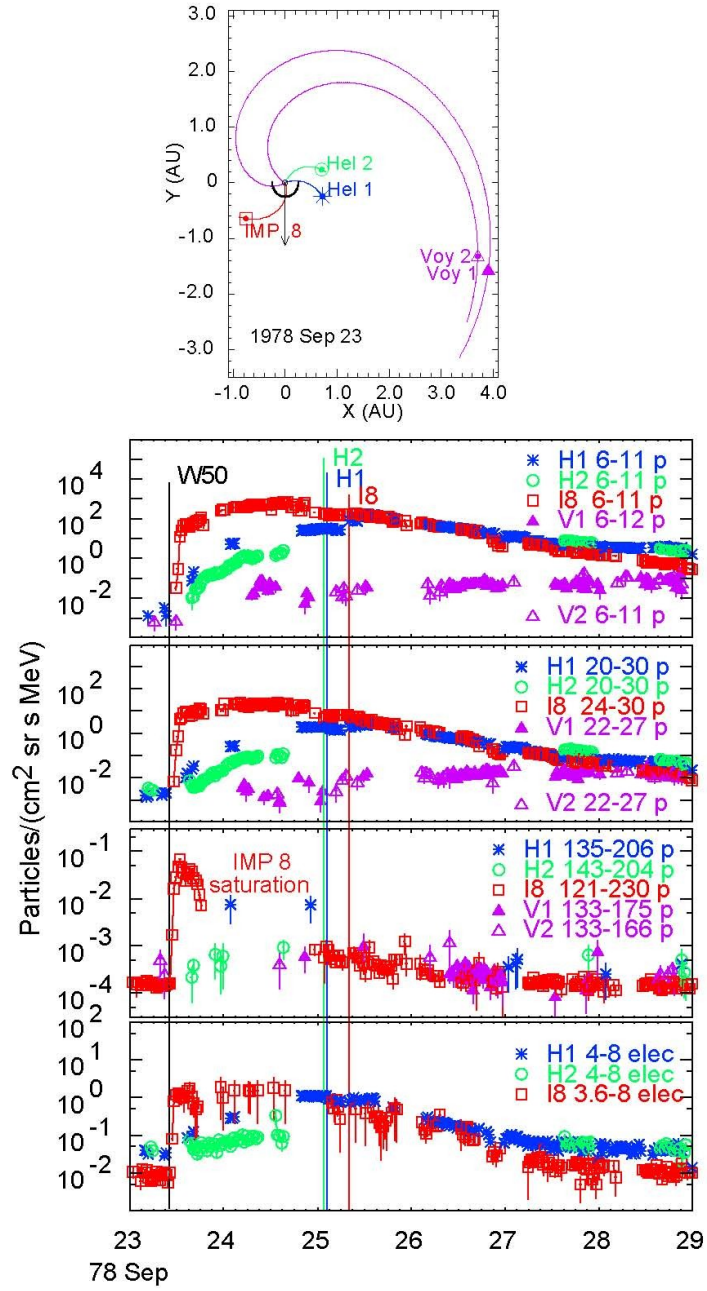 3.0
2.0
1.0
0
-1.0
-2.0
-3.0
Y (AU)
Hel 2
Hel 1
IMP 8
Voy 2
Voy 1
1978 Sep 23
-1.0 0 1.0 2.0 3.0 4.0
X (AU)
Particles/(cm2 sr s MeV)
H2
W50 H1
I8
10 4
10 2
10 0
10 -2
H1 6-11 p
H2 6-11 p
I8 6-11 p
V1 6-12 p
V2 6-11 p
10 2
10 0
10 -2
H1 20-30 p
H2 20-30 p
I8 24-30 p
V1 22-27 p
V2 22-27 p
10 -1
10 -2
10 -3
10 -4
IMP 8
saturation
H1 135-206 p
H2 143-204 p
I8 121-230 p
V1 133-175 p
V2 133-166 p
10 2
10 1
10 0
10 -1
10 -2
H1 4-8 elec
H2 4-8 elec
I8 3.6-8 elec
23 24 25 26 27 28 29
78 Sep